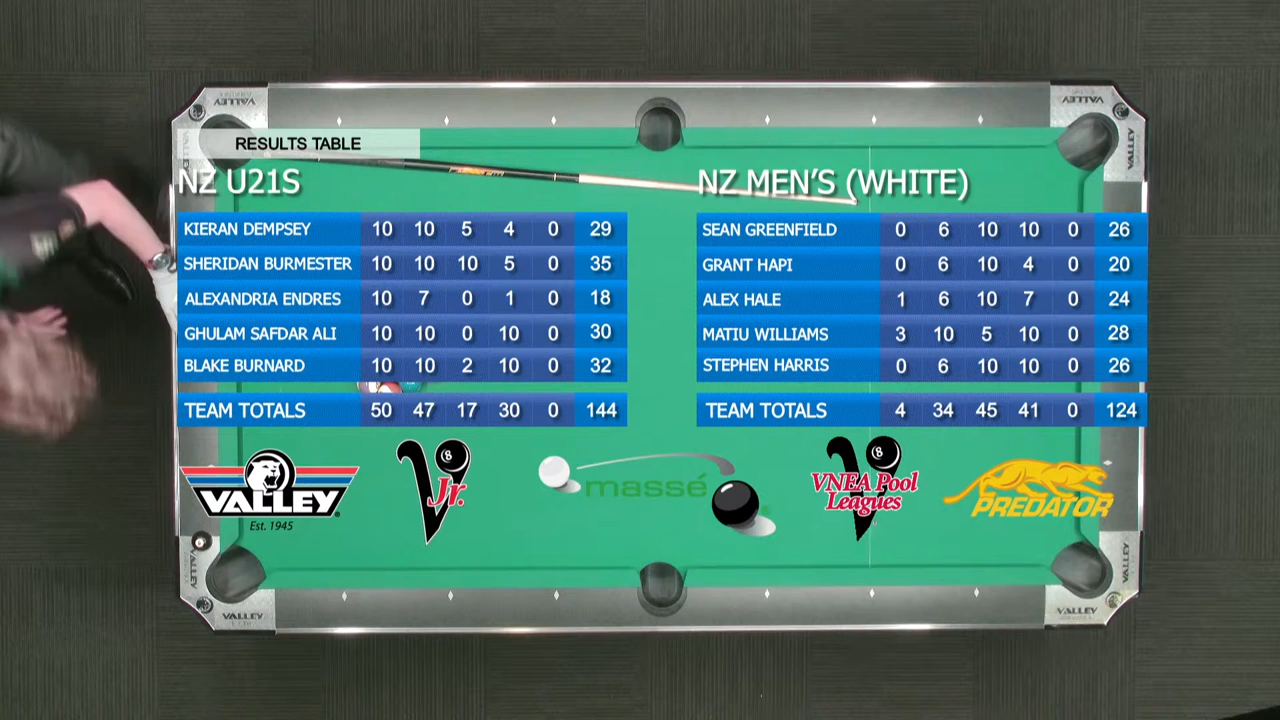 VALLEY
VALLEY
VALLEY
RESULTS TABLE
NZ U21S
KIERAN DEMPSEY 10 10 5 4 0 29
SHERIDAN BURMESTER 10 10 10 5 0 35
ALEXANDRIA ENDRES 10 7 0 1 0 18
GHULAM SAFDAR ALI 10 10 0 10 0 30
BLAKE BURNARD 10 10 2 10 0 32
TEAM TOTALS 50 47 17 30 0 144
NZ MEN'S (WHITE)
SEAN GREENFIELD 0 6 10 10 0 26
GRANT HAPI 0 6 10 4 0 20
ALEX HALE 1 6 10 7 0 24
MATIU WILLIAMS 3 10 5 10 0 28
STEPHEN HARRIS 0 6 10 10 0 26
TEAM TOTALS 4 34 45 41 0 124
VALLEY
Est. 1945
8
Jr.
massé
8
VNEA Pool
Leagues
PREDATOR
VALLEY
VALLEY
VALLEY
VALLEY